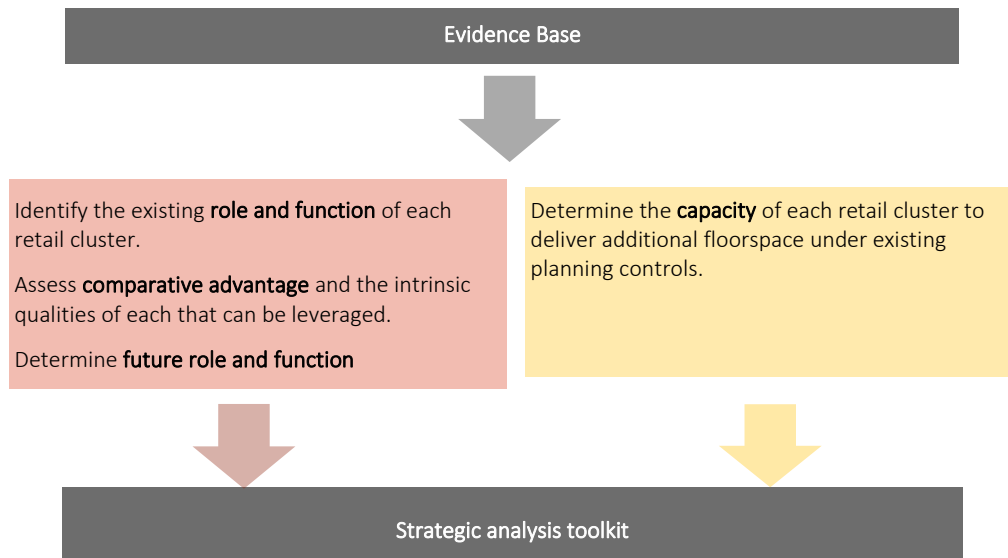 Evidence Base
Identify the existing role and function of each
retail cluster.
Assess comparative advantage and the intrinsic
qualities of each that can be leveraged.
Determine future role and function
Determine the capacity of each retail cluster to
deliver additional floorspace under existing
planning controls.
Strategic analysis toolkit